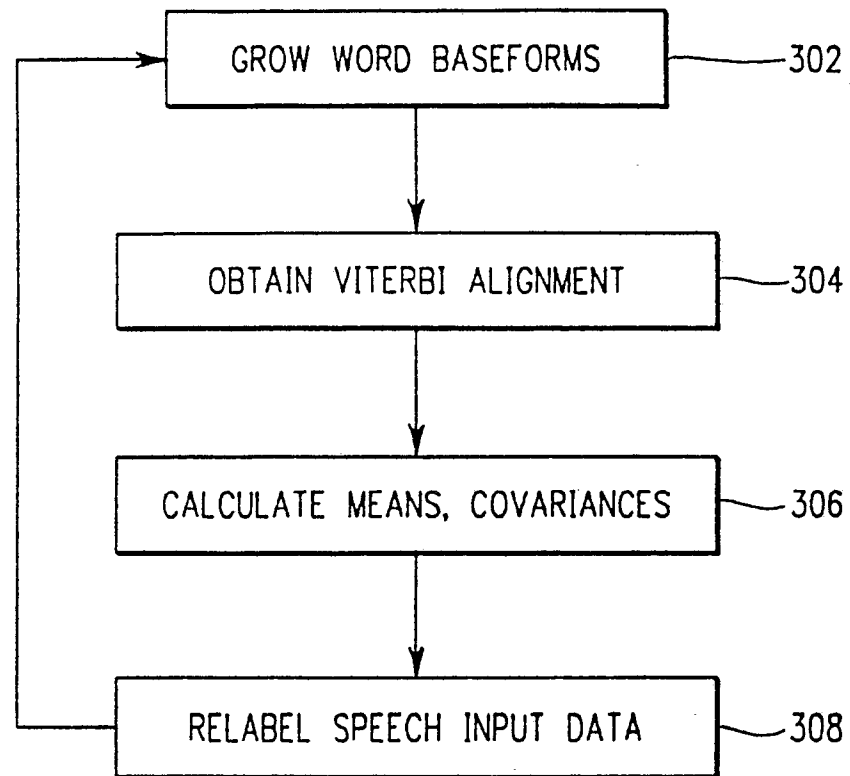 GROW WORD BASEFORMS 302
OBTAIN VITERBI ALIGNMENT 304
CALCULATE MEANS, COVARIANCES 306
RELABEL SPEECH INPUT DATA 308